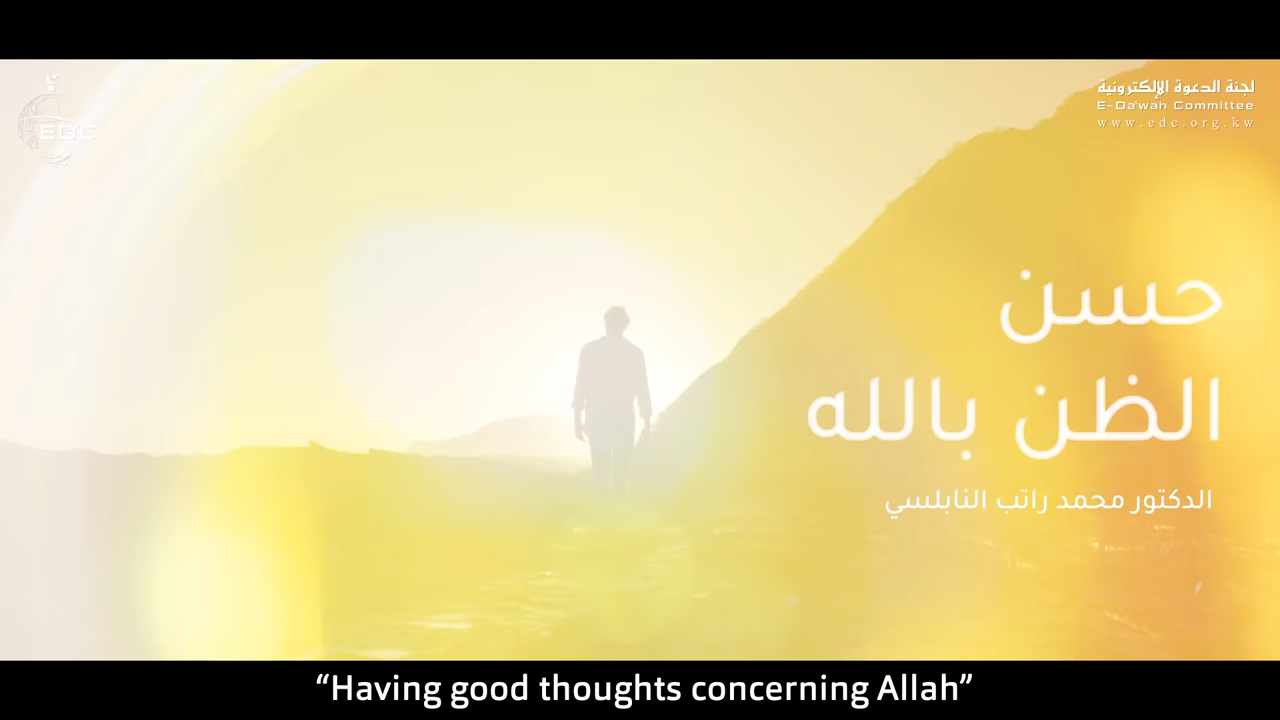 EDC
لجنة الدعوة الإلكترونية
E-Da'wah Committee
www.edc.org.kw
حسن
الظن بالله
الدكتور محمد راتب النابلسي
“Having good thoughts concerning Allah”